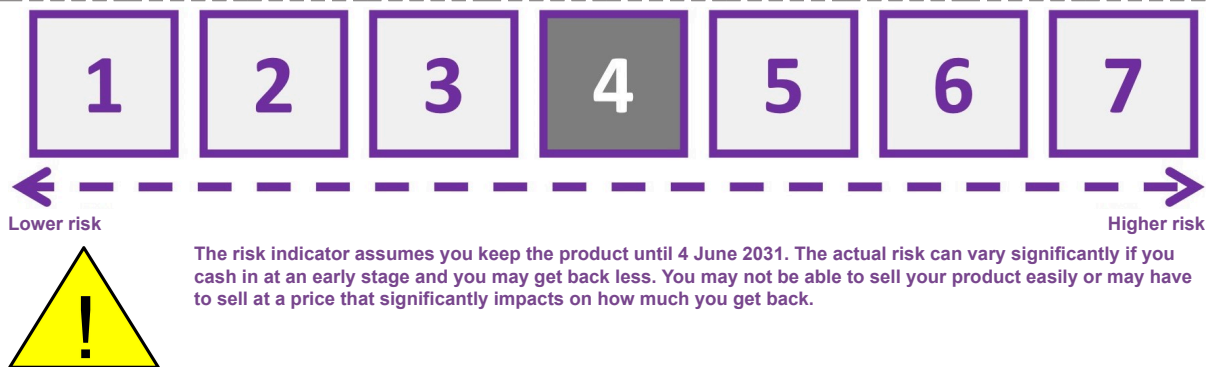 1 2 3 4 5 6 7
Lower risk Higher risk
The risk indicator assumes you keep the product until 4 June 2031. The actual risk can vary significantly if you
cash in at an early stage and you may get back less. You may not be able to sell your product easily or may have
to sell at a price that significantly impacts on how much you get back.
!